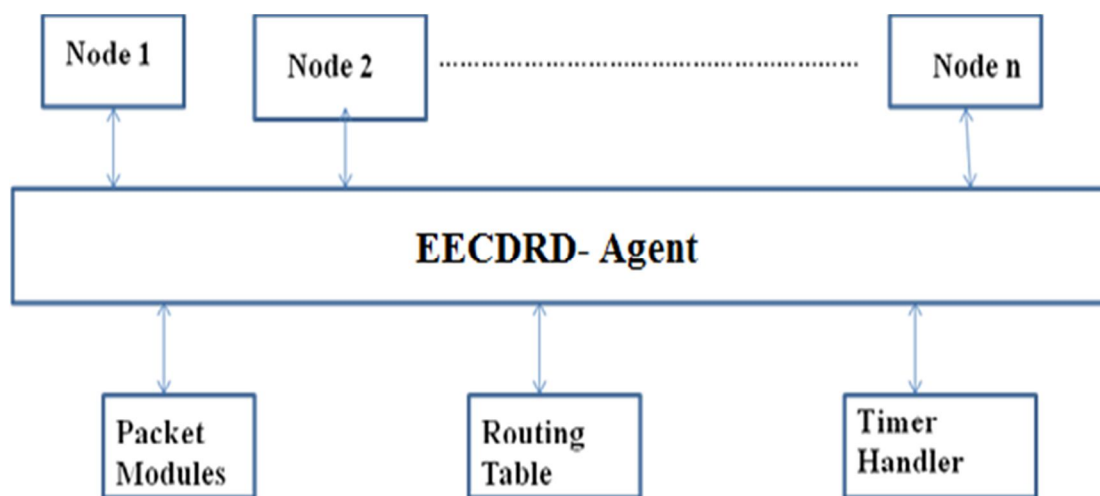 Node 1
Node 2
Node n
EECDRD- Agent
Packet
Modules
Routing
Table
Timer
Handler